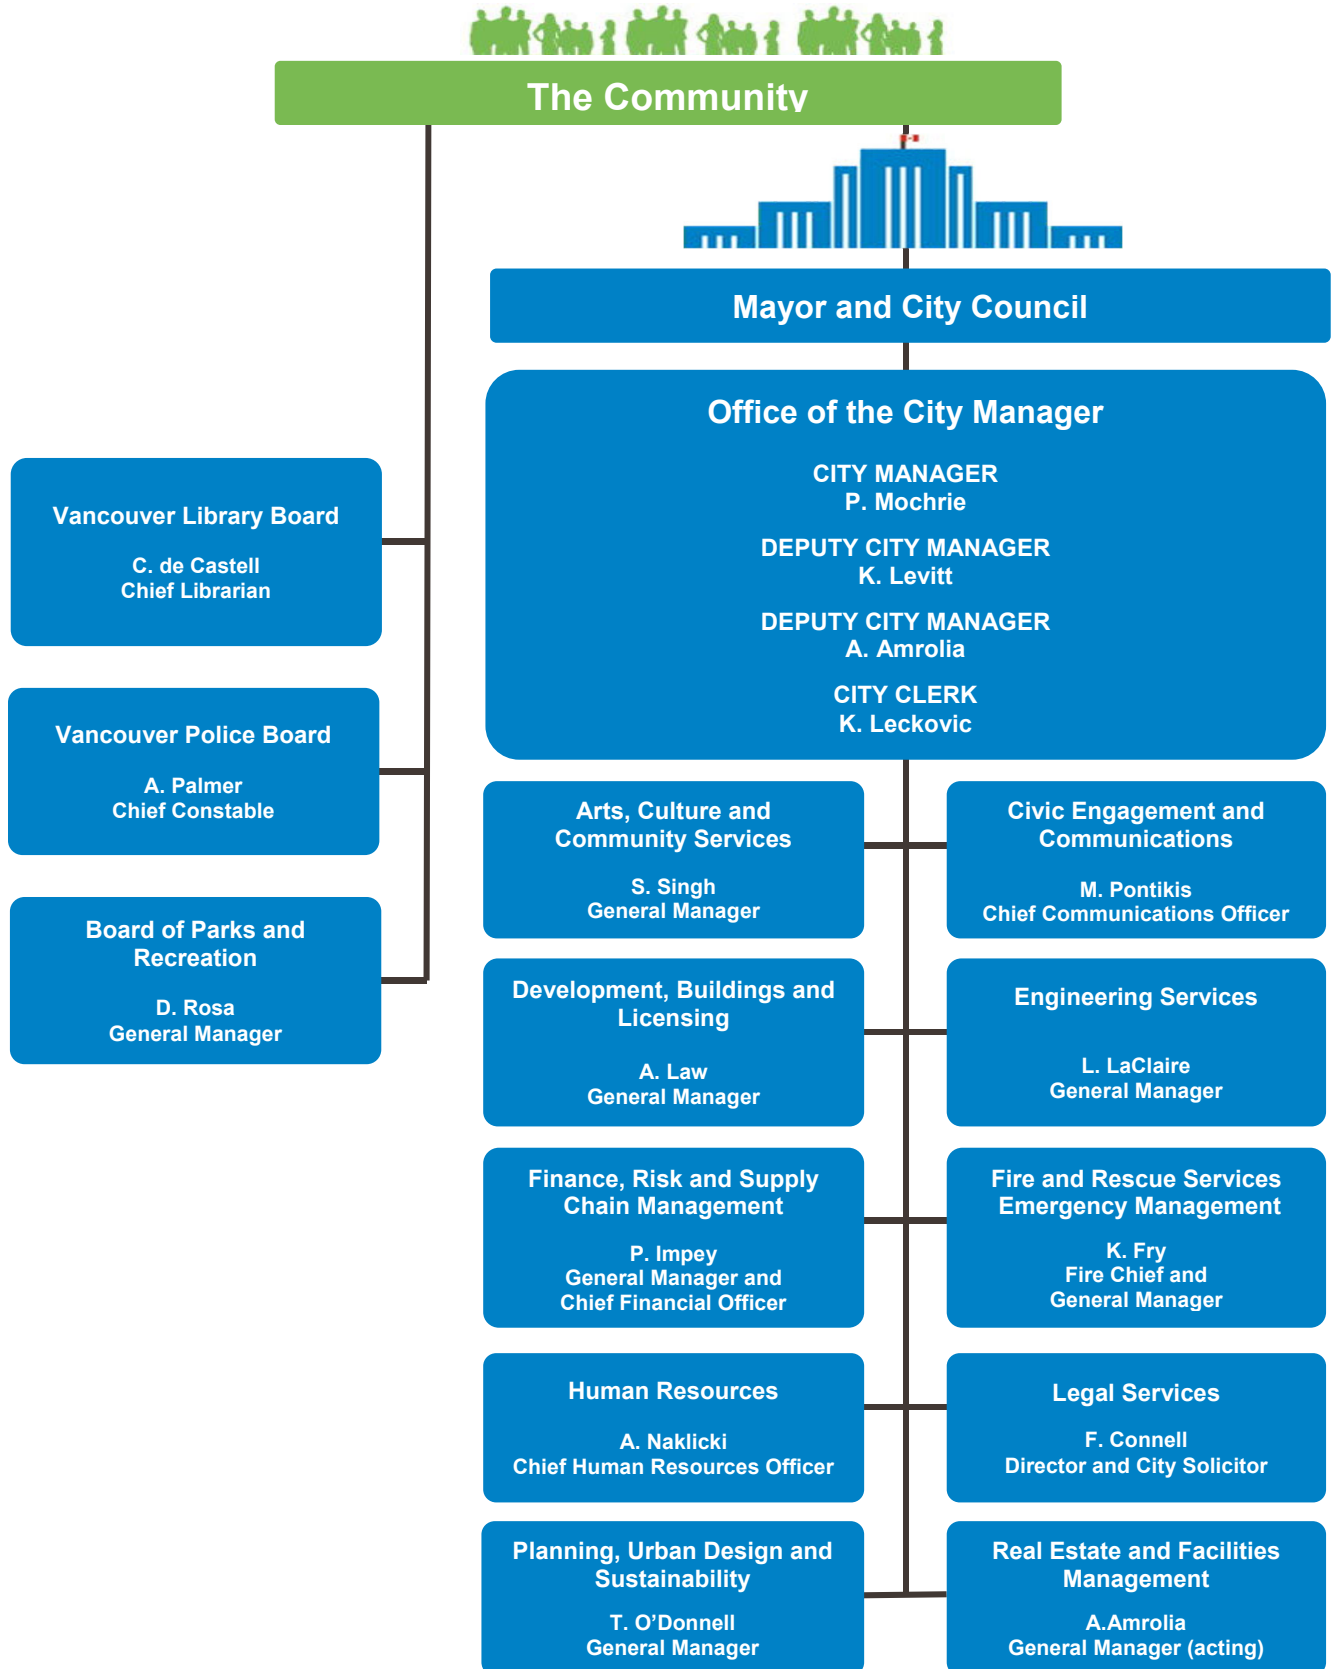 The Community
Mayor and City Council
Office of the City Manager
CITY MANAGER
P. Mochrie
DEPUTY CITY MANAGER
K. Levitt
DEPUTY CITY MANAGER
A. Amrolia
CITY CLERK
K. Leckovic
Vancouver Library Board
C. de Castell
Chief Librarian
Vancouver Police Board
A. Palmer
Chief Constable
Board of Parks and
Recreation
D. Rosa
General Manager
Arts, Culture and
Community Services
S. Singh
General Manager
Civic Engagement and
Communications
M. Pontikis
Chief Communications Officer
Development, Buildings and
Licensing
A. Law
General Manager
Engineering Services
L. LaClaire
General Manager
Finance, Risk and Supply
Chain Management
P. Impey
General Manager and
Chief Financial Officer
Fire and Rescue Services
Emergency Management
K. Fry
Fire Chief and
General Manager
Human Resources
A. Naklicki
Chief Human Resources Officer
Legal Services
F. Connell
Director and City Solicitor
Planning, Urban Design and
Sustainability
T. O'Donnell
General Manager
Real Estate and Facilities
Management
A.Amrolia
General Manager (acting)